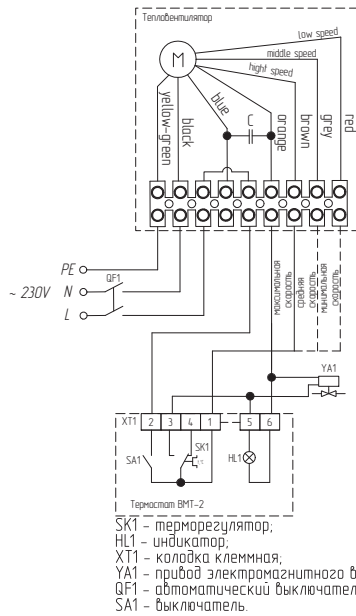 Тепловентилятор
low speed
middle speed
hight speed
M
yellow-green
black
blue
C
orange
brown
grey
red
PE
QF1
~ 230V
N
L
максимальная скорость
средняя скорость
минимальная скорость
YA1
XT1
2
3
4
1
5
6
SA1
SK1
t°C
HL1
Термостат ВМТ-2
SK1 - терморегулятор;
HL1 - индикатор;
XT1 - колодка клеммная;
YA1 - привод электромагнитного в
QF1 - автоматический выключател
SA1 - выключатель.